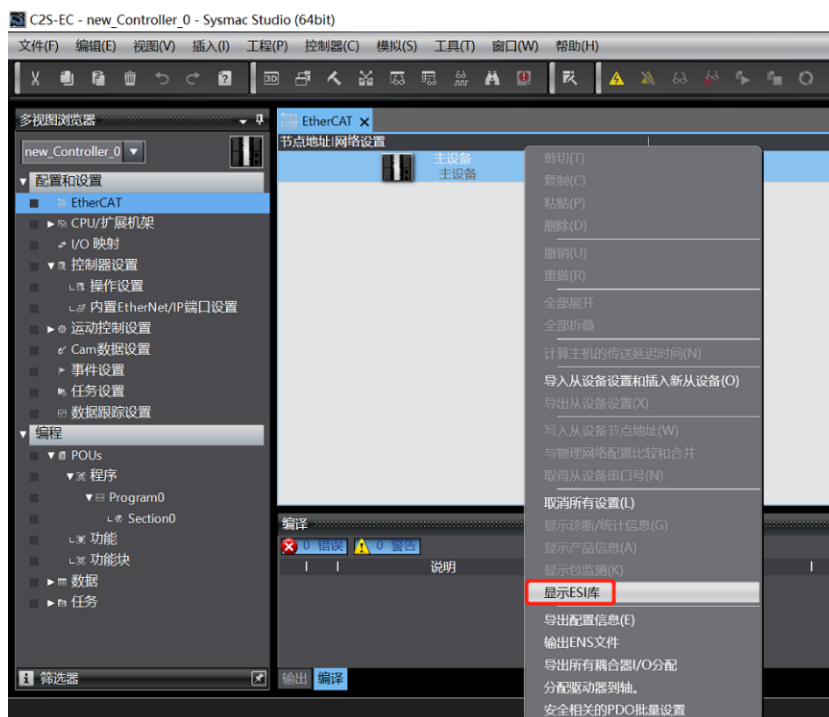 C2S-EC - new_Controller_0 - Sysmac Studio (64bit)
文件(F) 编辑(E) 视图(V) 插入(I) 工程(P) 控制器(C) 模拟(S) 工具(T) 窗口(W) 帮助(H)
多视图浏览器
new_Controller_0
配置和设置
EtherCAT
CPU/扩展机架
I/O 映射
控制器设置
操作设置
内置EtherNet/IP端口设置
运动控制设置
Cam数据设置
事件设置
任务设置
数据跟踪设置
编程
POUs
程序
Program0
Section0
功能
功能块
数据
任务
筛选器
EtherCAT
节点地址|网络设置
主设备
主设备
剪切(T)
复制(C)
粘贴(P)
删除(D)
撤销(U)
重做(R)
全部展开
全部折叠
计算主机的传送延迟时间(N)
导入从设备设置和插入新从设备(O)
导出从设备设置(X)
写入从设备节点地址(W)
与物理网络配置比较和合并
取得从设备串口号(N)
取消所有设置(L)
显示诊断/统计信息(G)
显示产品信息(A)
显示包监测(K)
显示ESI库
导出配置信息(E)
输出ENS文件
导出所有耦合器I/O分配
分配驱动器到轴。
安全相关的PDO批量设置
编译
0 错误 0 警告
说明
输出 编译